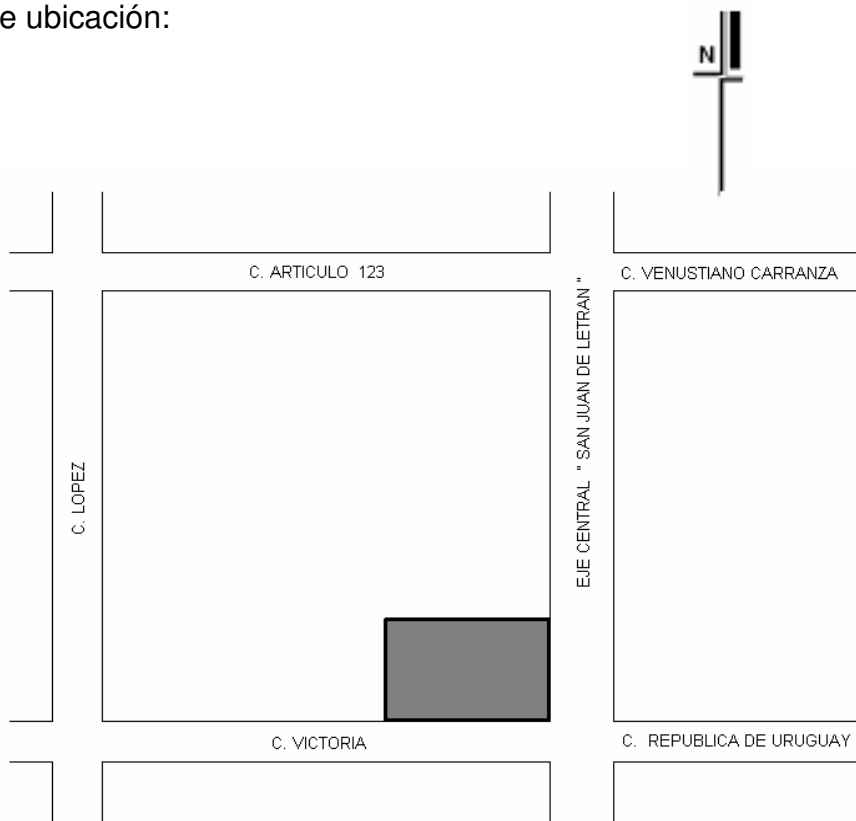 e ubicación:
N
C. ARTICULO 123
C. VENUSTIANO CARRANZA
EJE CENTRAL " SAN JUAN DE LETRAN "
C. LOPEZ
C. VICTORIA
C. REPUBLICA DE URUGUAY